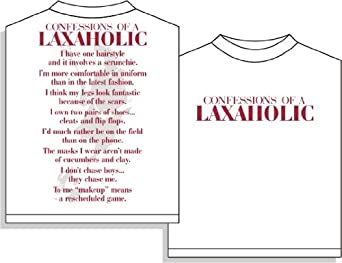 CONFESSIONS OF A
LAXAHOLIC
I have one hairstyle
and it involves a scrunchie.
I'm more comfortable in uniform
than in the latest fashion.
I think my legs look fantastic
because of the scars.
I own two pairs of shoes...
cleats and flip flops.
I'd much rather be on the field
than on the phone.
The masks I wear aren't made
of cucumbers and clay.
I don't chase boys...
they chase me.
To me "makeup" means
- a rescheduled game.
CONFESSIONS OF A
LAXAHOLIC